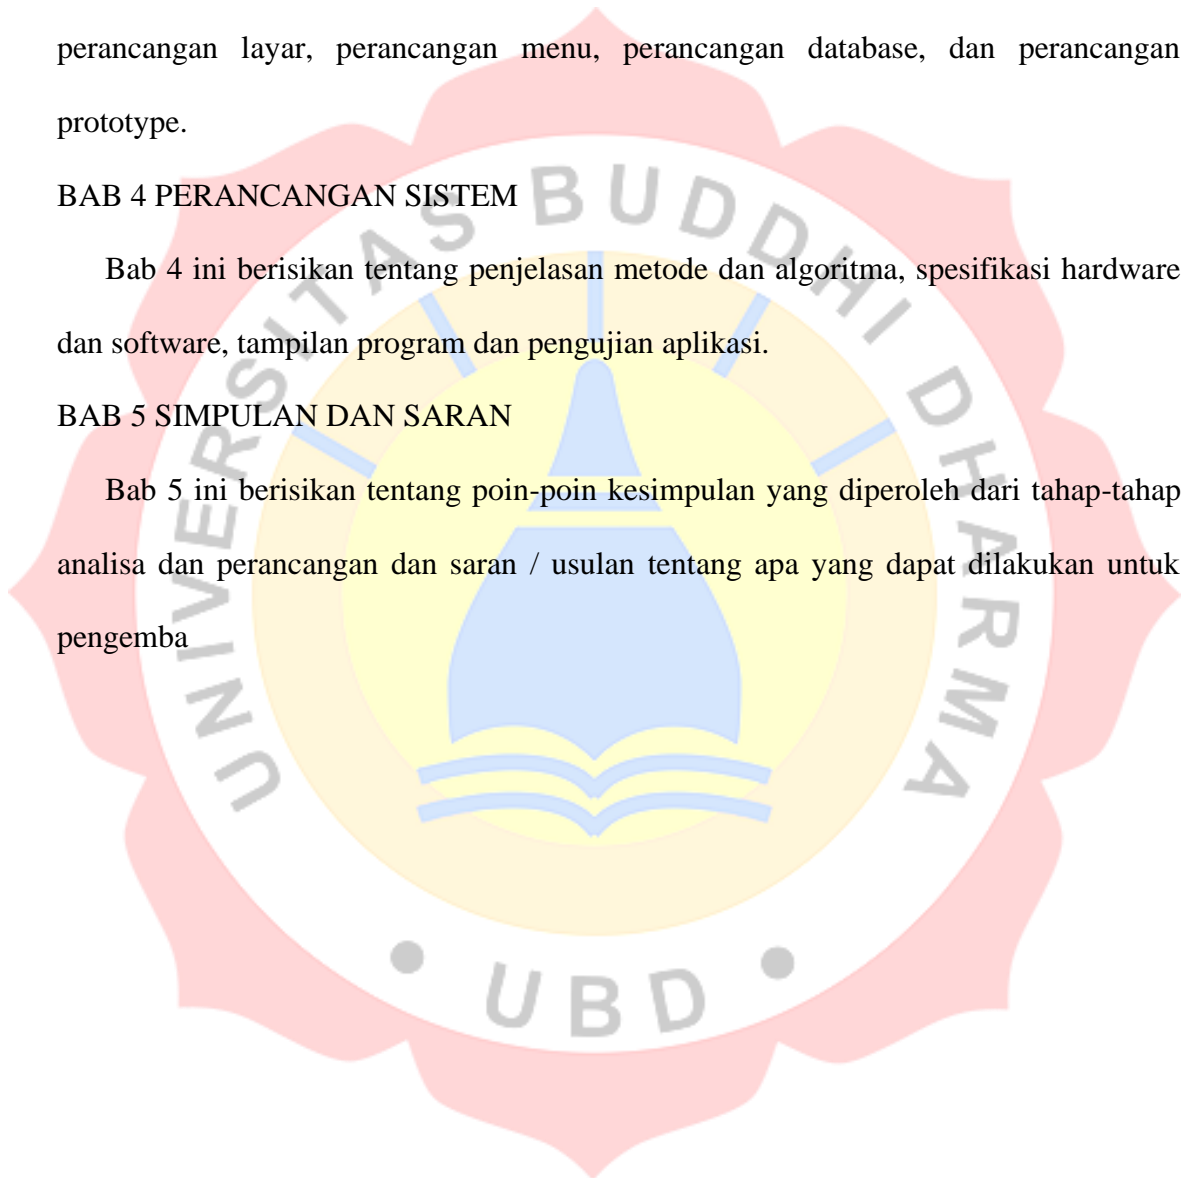 perancangan layar, perancangan menu, perancangan database, dan perancangan
prototype.
BAB 4 PERANCANGAN SISTEM
Bab 4 ini berisikan tentang penjelasan metode dan algoritma, spesifikasi hardware
dan software, tampilan program dan pengujian aplikasi.
BAB 5 SIMPULAN DAN SARAN
Bab 5 ini berisikan tentang poin-poin kesimpulan yang diperoleh dari tahap-tahap
analisa dan perancangan dan saran / usulan tentang apa yang dapat dilakukan untuk
pengemba
UNIVERSITAS BUDDHI DHARMA
UBD